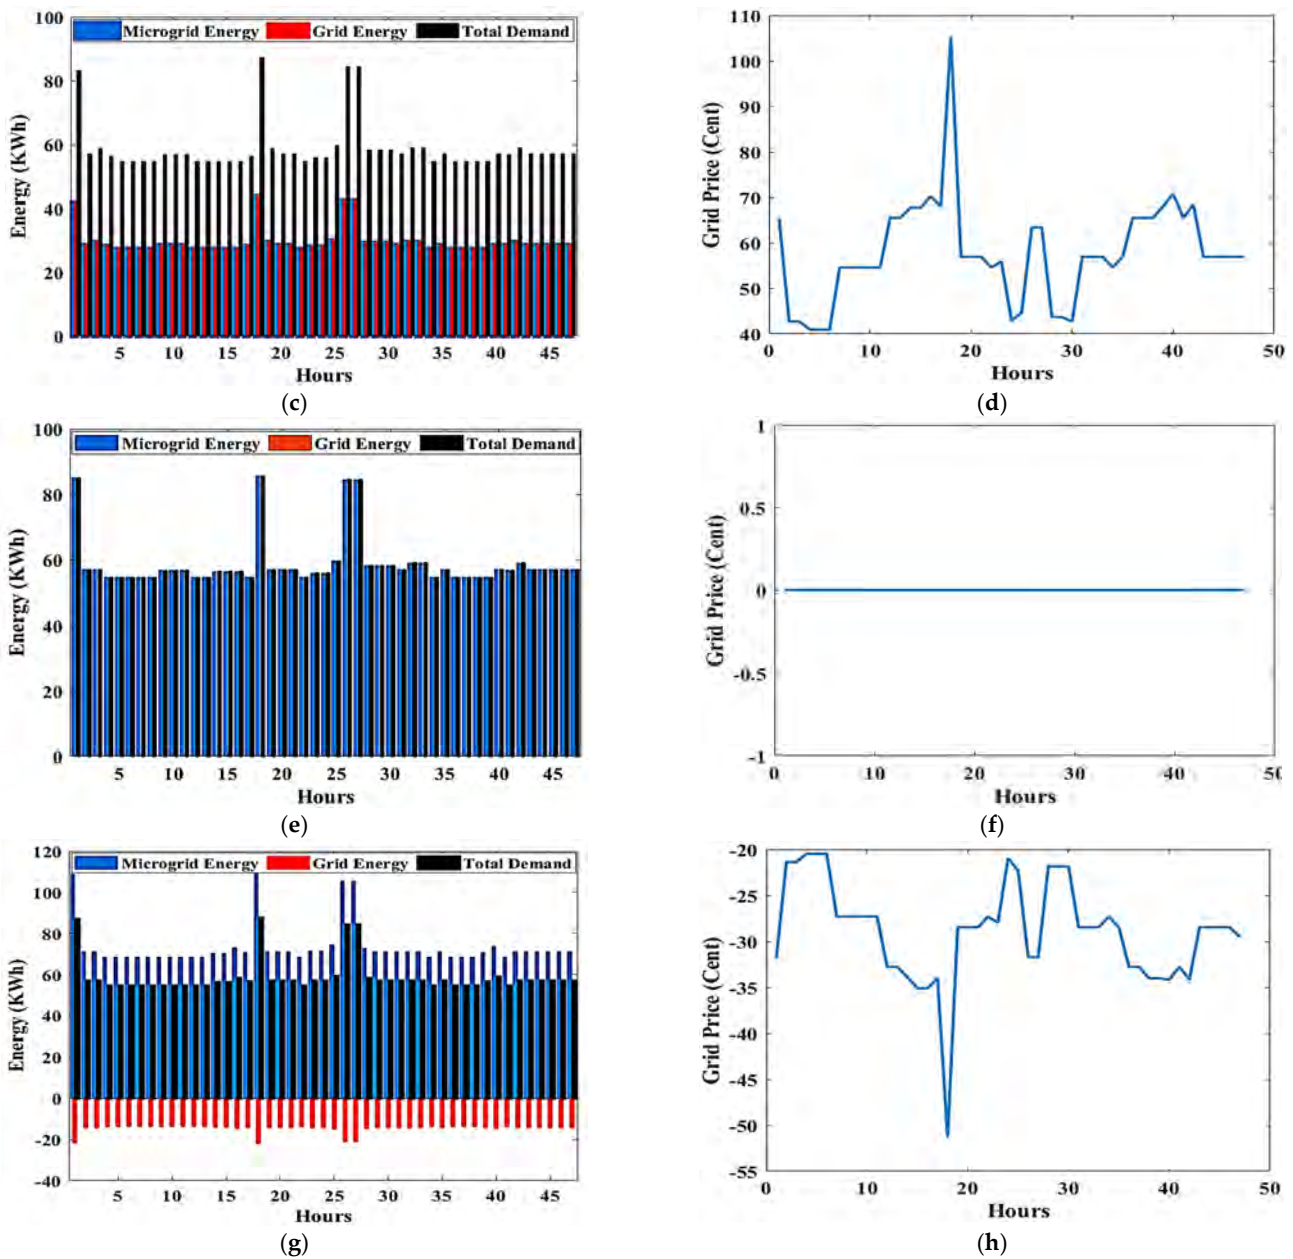 Microgrid Energy Grid Energy Total Demand
100
80
60
40
20
0
Energy (KWh)
5 10 15 20 25 30 35 40 45
Hours
(c)
110
100
90
80
70
60
50
40
Grid Price (Cent)
0 10 20 30 40 50
Hours
(d)
Microgrid Energy Grid Energy Total Demand
100
80
60
40
20
0
Energy (KWh)
5 10 15 20 25 30 35 40 45
Hours
(e)
1
0.5
0
-0.5
-1
Grid Price (Cent)
0 10 20 30 40 50
Hours
(f)
Microgrid Energy Grid Energy Total Demand
120
100
80
60
40
20
0
-20
-40
Energy (KWh)
5 10 15 20 25 30 35 40 45
Hours
(g)
-20
-25
-30
-35
-40
-45
-50
-55
Grid Price (Cent)
0 10 20 30 40 50
Hours
(h)